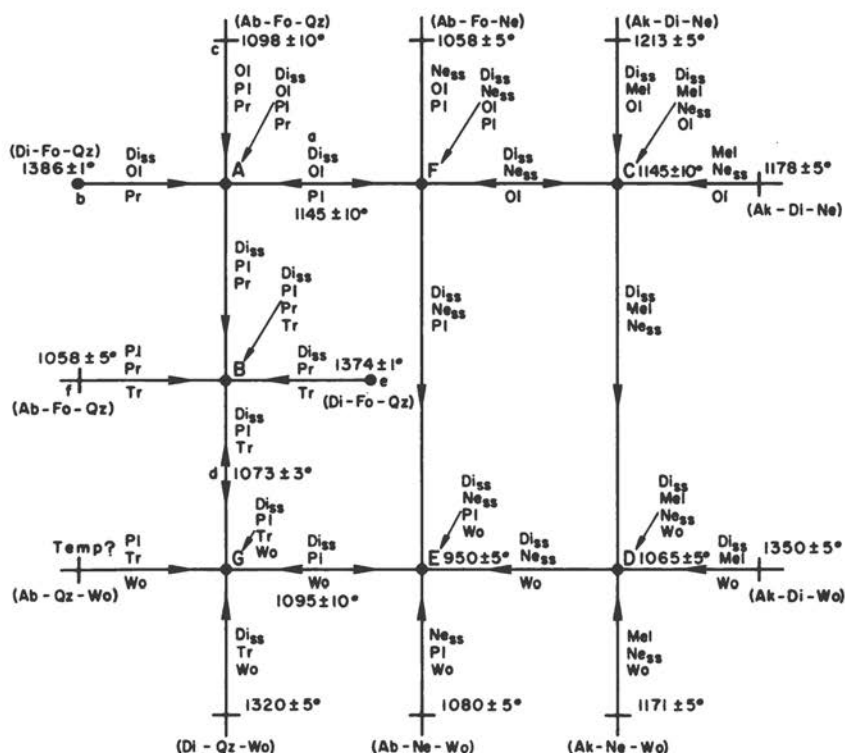 (Ab-Fo-Qz)
1098 ±10°
c
(Ab-Fo-Ne)
1058±5°
(Ak-Di-Ne)
1213 ±5°
Ol
Pl
Pr
Diss
Ol
Pl
Pr
Ness
Ol
Pl
Diss
Ness
Ol
Pl
Diss
Mel
Ol
Diss
Mel
Ness
Ol
(Di-Fo-Qz)
1386 ±1°
b
Diss
Ol
Pr
A
a
Diss
Ol
Pl
1145 ±10°
F
Diss
Ness
Ol
C
1145±10°
Mel
Ness
Ol
1178 ±5°
(Ak-Di-Ne)
Diss
Pl
Pr
Diss
Pl
Pr
Tr
Diss
Ness
Pl
Diss
Mel
Ness
1058 ±5°
f
(Ab-Fo-Qz)
Pl
Pr
Tr
B
Diss
Pr
Tr
1374 ±1°
e
(Di-Fo-Qz)
Diss
Pl
Tr
d
1073 ±3°
Diss
Pl
Tr
Wo
Diss
Ness
Pl
Wo
Diss
Mel
Ness
Wo
Temp?
(Ab-Qz-Wo)
Pl
Tr
Wo
G
Diss
Pl
Wo
1095±10°
E
950±5°
Diss
Ness
Wo
D
1065±5°
Diss
Mel
Wo
1350 ±5°
(Ak-Di-Wo)
Diss
Tr
Wo
Ness
Pl
Wo
Mel
Ness
Wo
1320 ±5°
(Di-Qz-Wo)
1080 ±5°
(Ab-Ne-Wo)
1171 ±5°
(Ak-Ne-Wo)